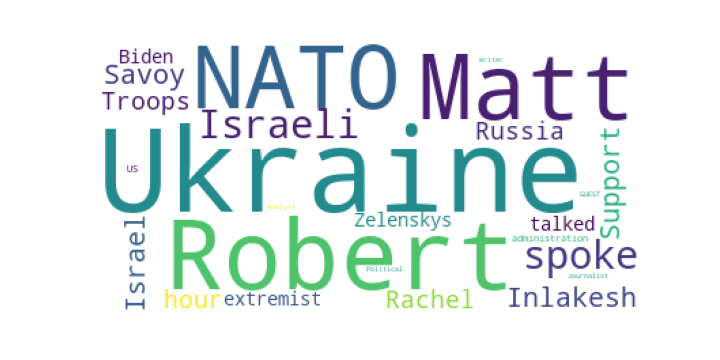 Biden
Savoy
Troops
NATO
Matt
Writer
Israeli
Russia
Ukraine
us
Support
GUEST
Analyst
Israel
Robert
Zelenskys
talked
administration
spoke
Political
Journalist
hour
extremist
Rachel
Inlakesh